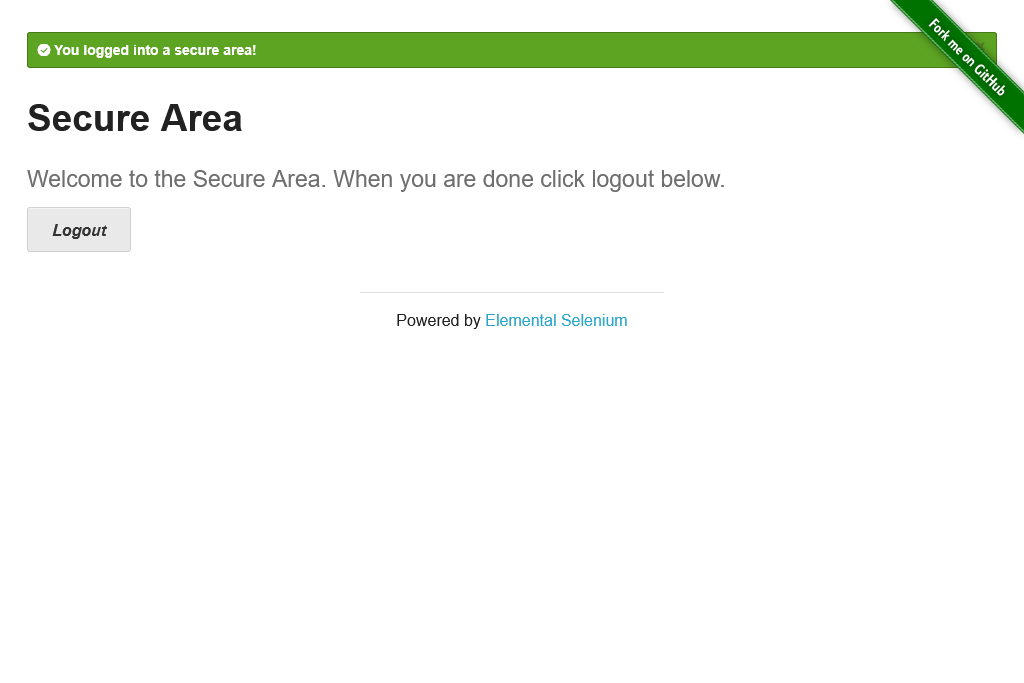 You logged into a secure area!
Fork me on GitHub
Secure Area
Welcome to the Secure Area. When you are done click logout below.
Logout
Powered by Elemental Selenium